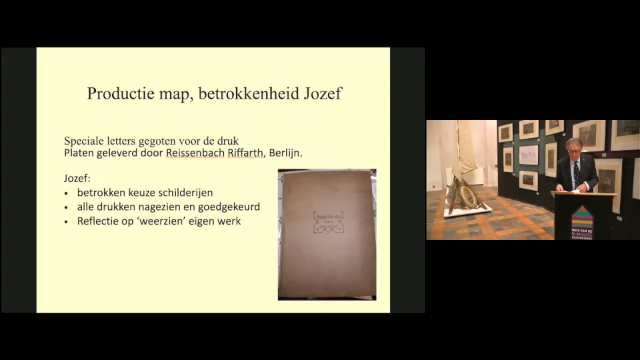 Productie map, betrokkenheid Jozef
Speciale letters gegoten voor de druk
Platen geleverd door Reissenbach Riffarth, Berlijn.
Jozef:
• betrokken keuze schilderijen
• alle drukken nagezien en goedgekeurd
• Reflectie op ‘weerzien’ eigen werk